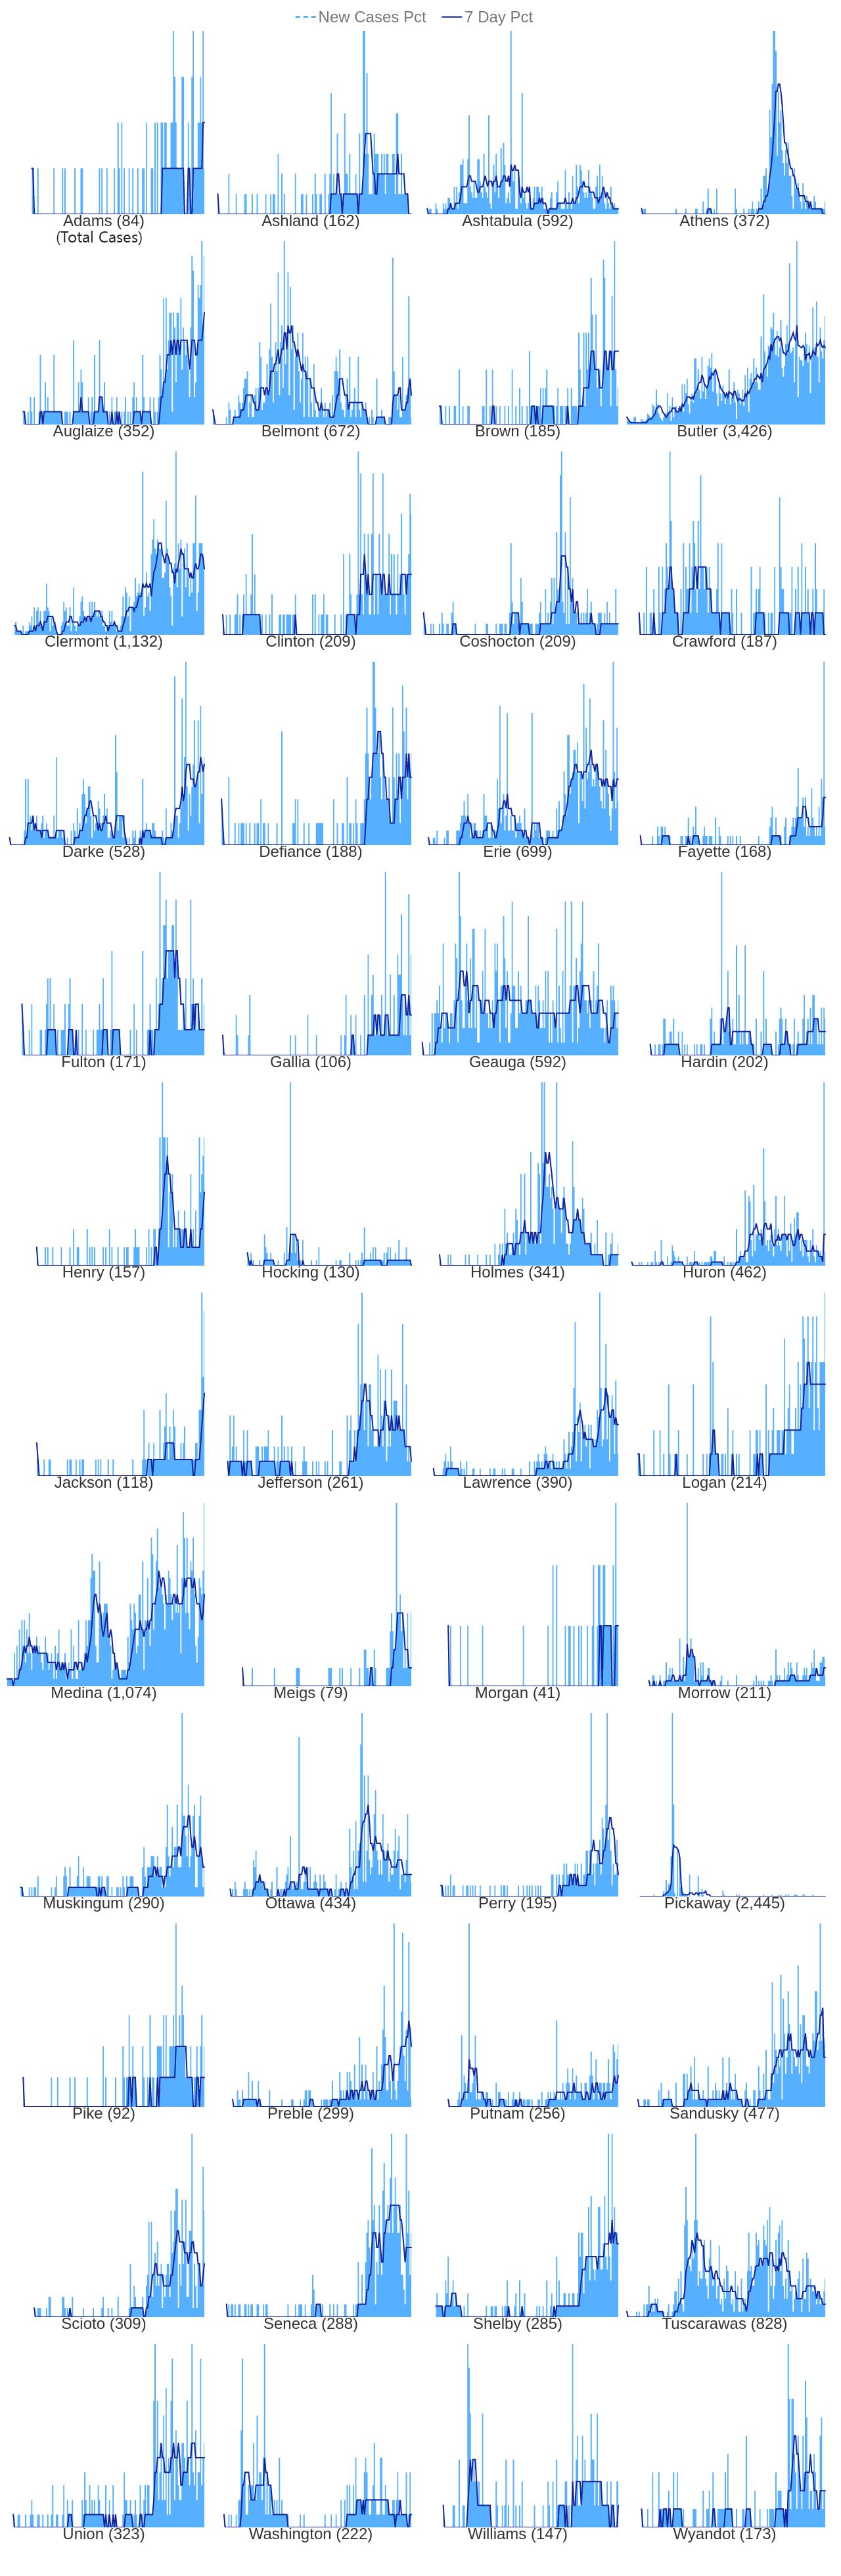 New Cases Pct 7 Day Pct
Adams (84) Ashland (162) Ashtabula (592) Athens (372)
(Total Cases)
Auglaize (352) Belmont (672) Brown (185) Butler (3,426)
Clermont (1,132) Clinton (209) Coshocton (209) Crawford (187)
Darke (528) Defiance (188) Erie (699) Fayette (168)
Fulton (171) Gallia (106) Geauga (592) Hardin (202)
Henry (157) Hocking (130) Holmes (341) Huron (462)
Jackson (118) Jefferson (261) Lawrence (390) Logan (214)
Medina (1,074) Meigs (79) Morgan (41) Morrow (211)
Muskingum (290) Ottawa (434) Perry (195) Pickaway (2,445)
Pike (92) Preble (299) Putnam (256) Sandusky (477)
Scioto (309) Seneca (288) Shelby (285) Tuscarawas (828)
Union (323) Washington (222) Williams (147) Wyandot (173)